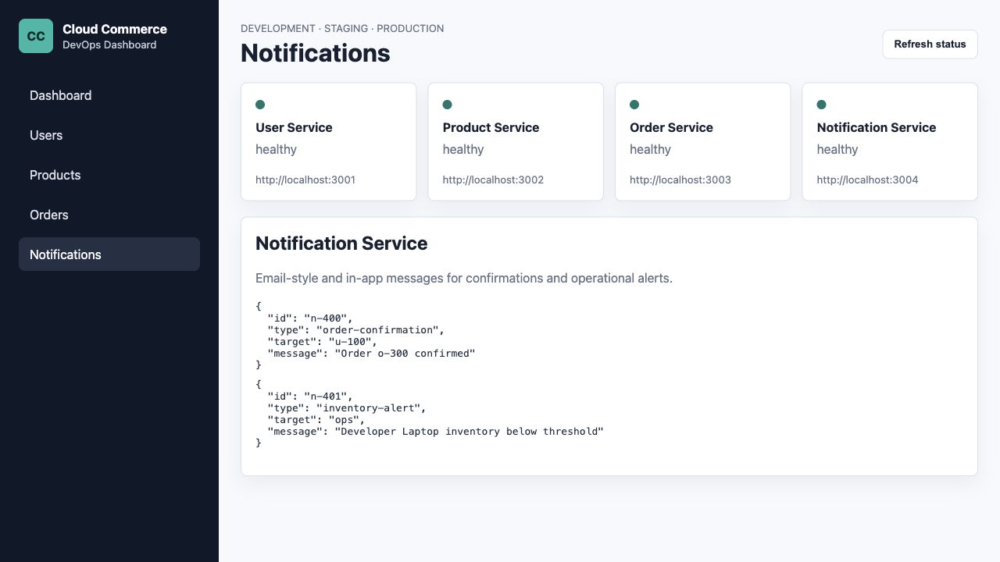 CC
Cloud Commerce
DevOps Dashboard
Dashboard
Users
Products
Orders
Notifications
DEVELOPMENT · STAGING · PRODUCTION
Notifications
Refresh status
User Service
healthy
http://localhost:3001
Product Service
healthy
http://localhost:3002
Order Service
healthy
http://localhost:3003
Notification Service
healthy
http://localhost:3004
Notification Service
Email-style and in-app messages for confirmations and operational alerts.
{
  "id": "n-400",
  "type": "order-confirmation",
  "target": "u-100",
  "message": "Order o-300 confirmed"
}
{
  "id": "n-401",
  "type": "inventory-alert",
  "target": "ops",
  "message": "Developer Laptop inventory below threshold"
}